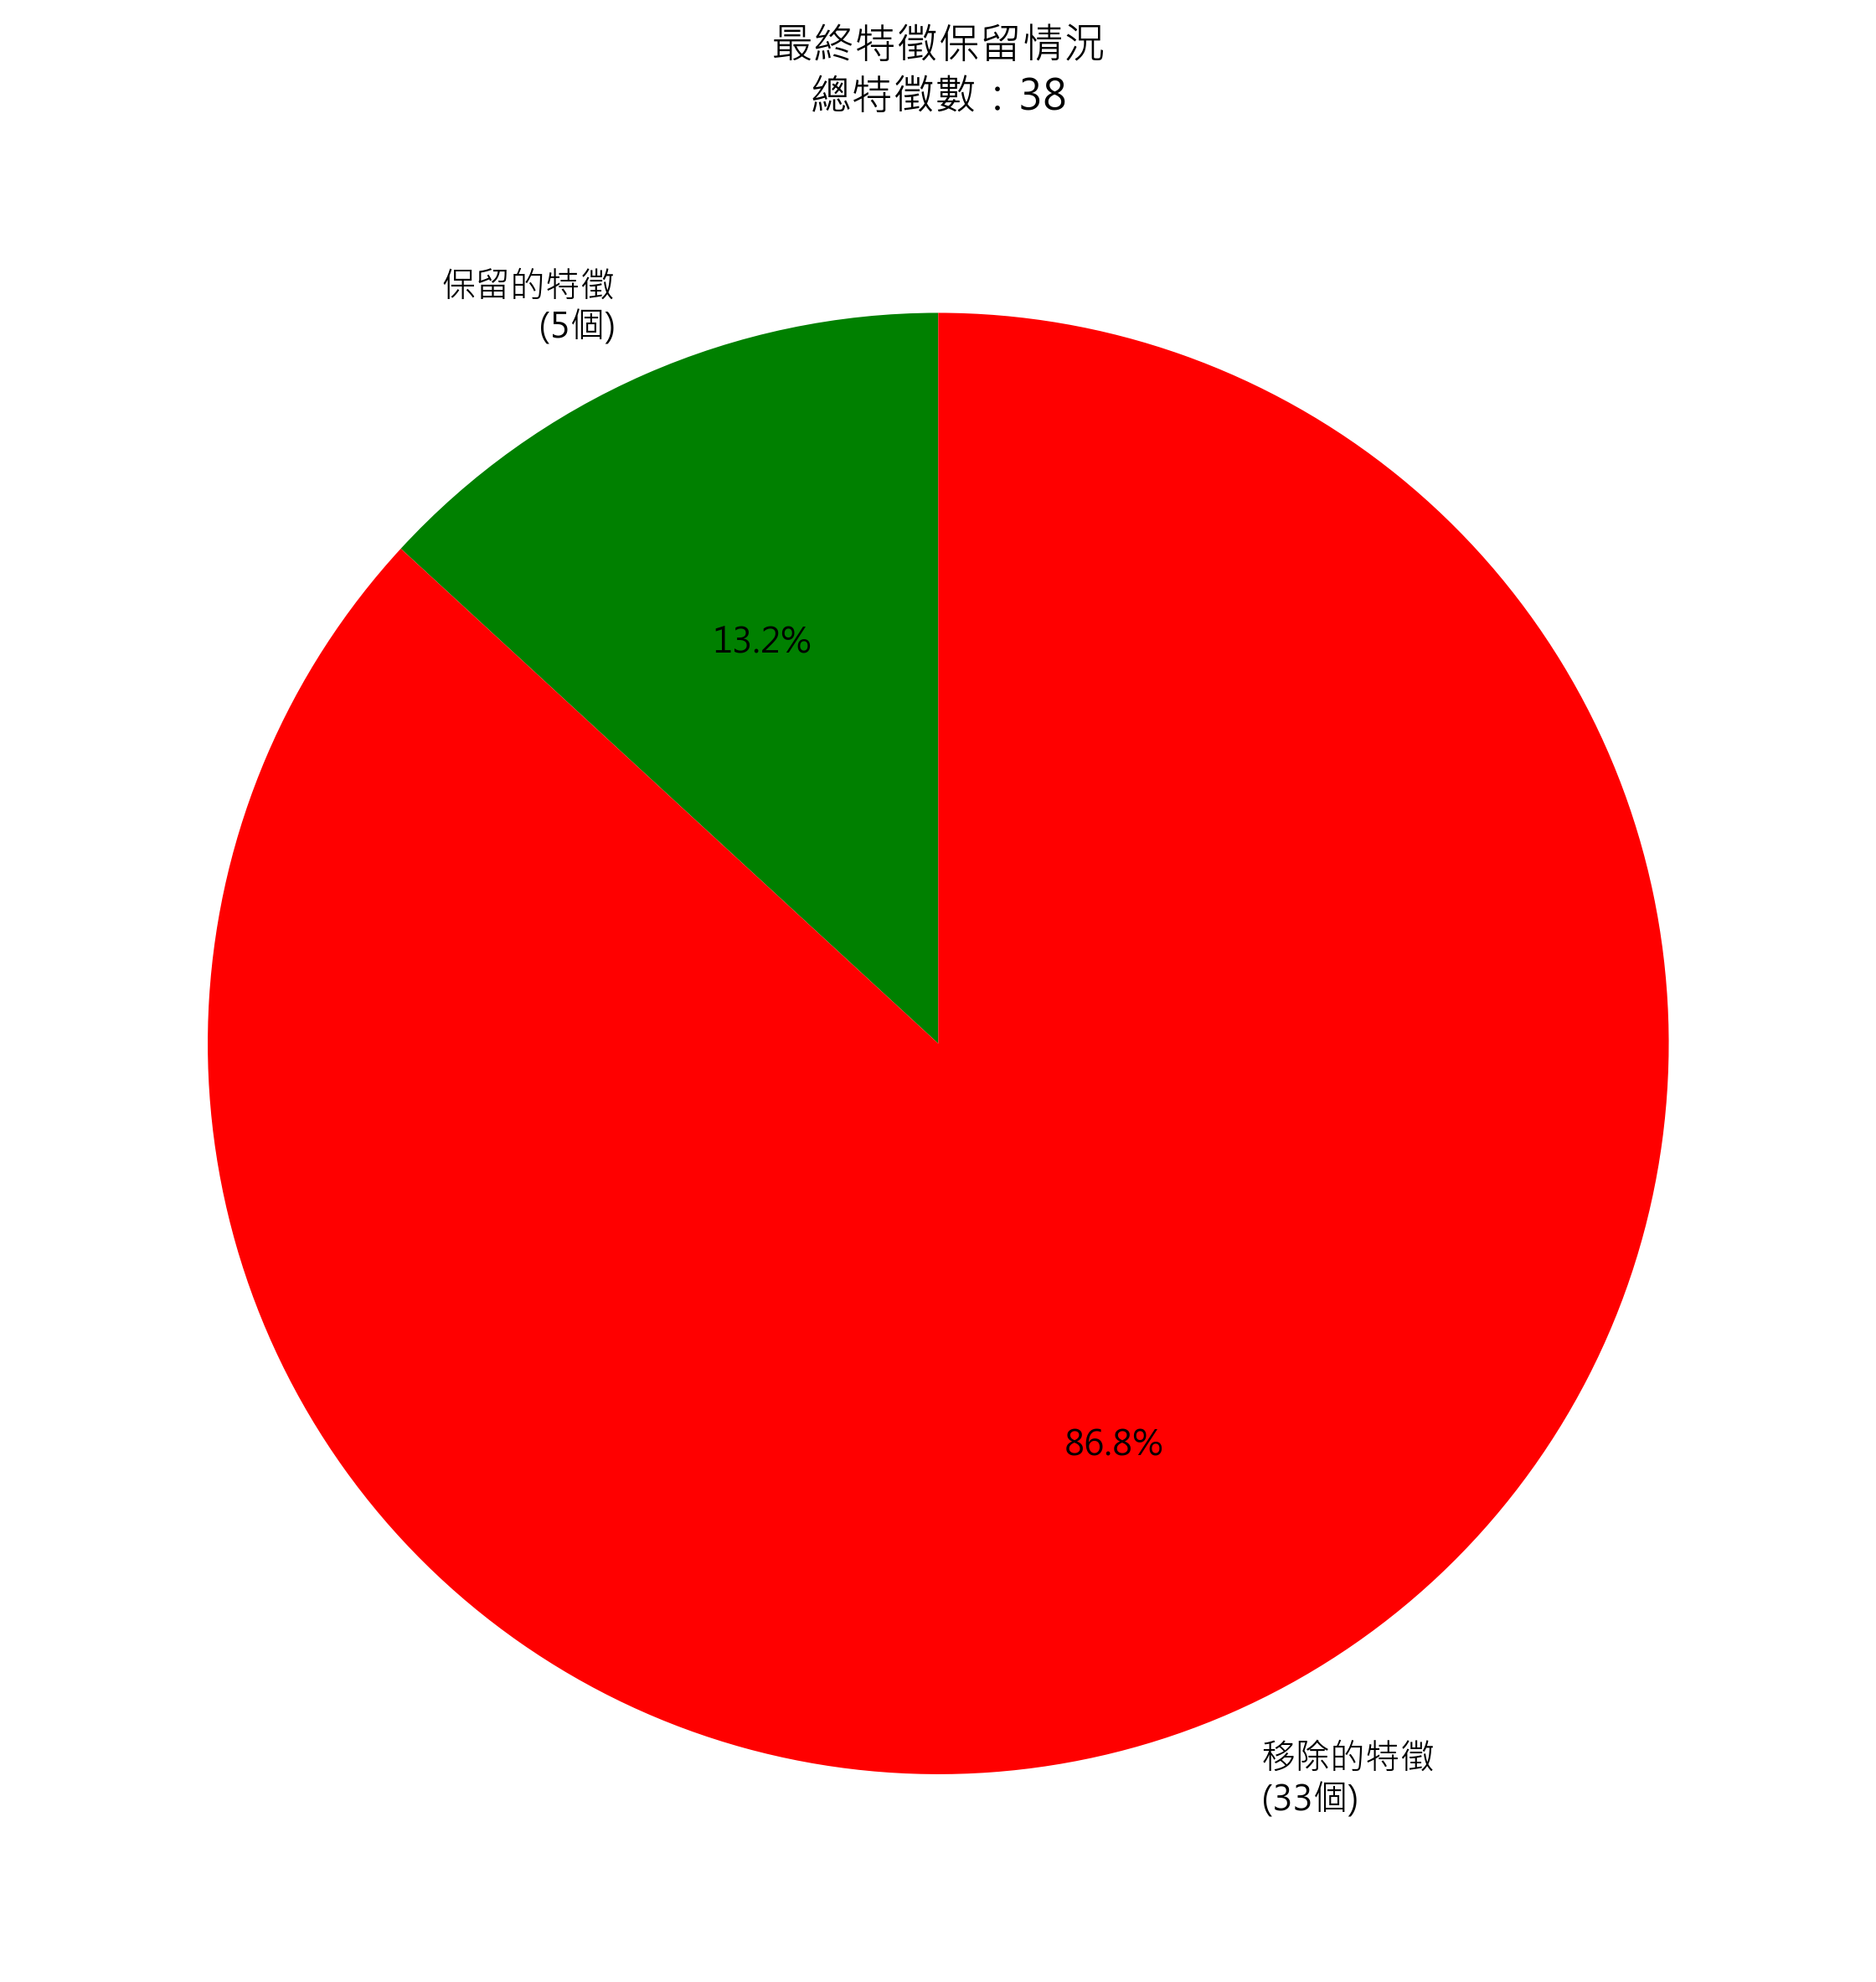 最終特徵保留情況
總特徵數：38
保留的特徵
(5個)
13.2%
86.8%
移除的特徵
(33個)